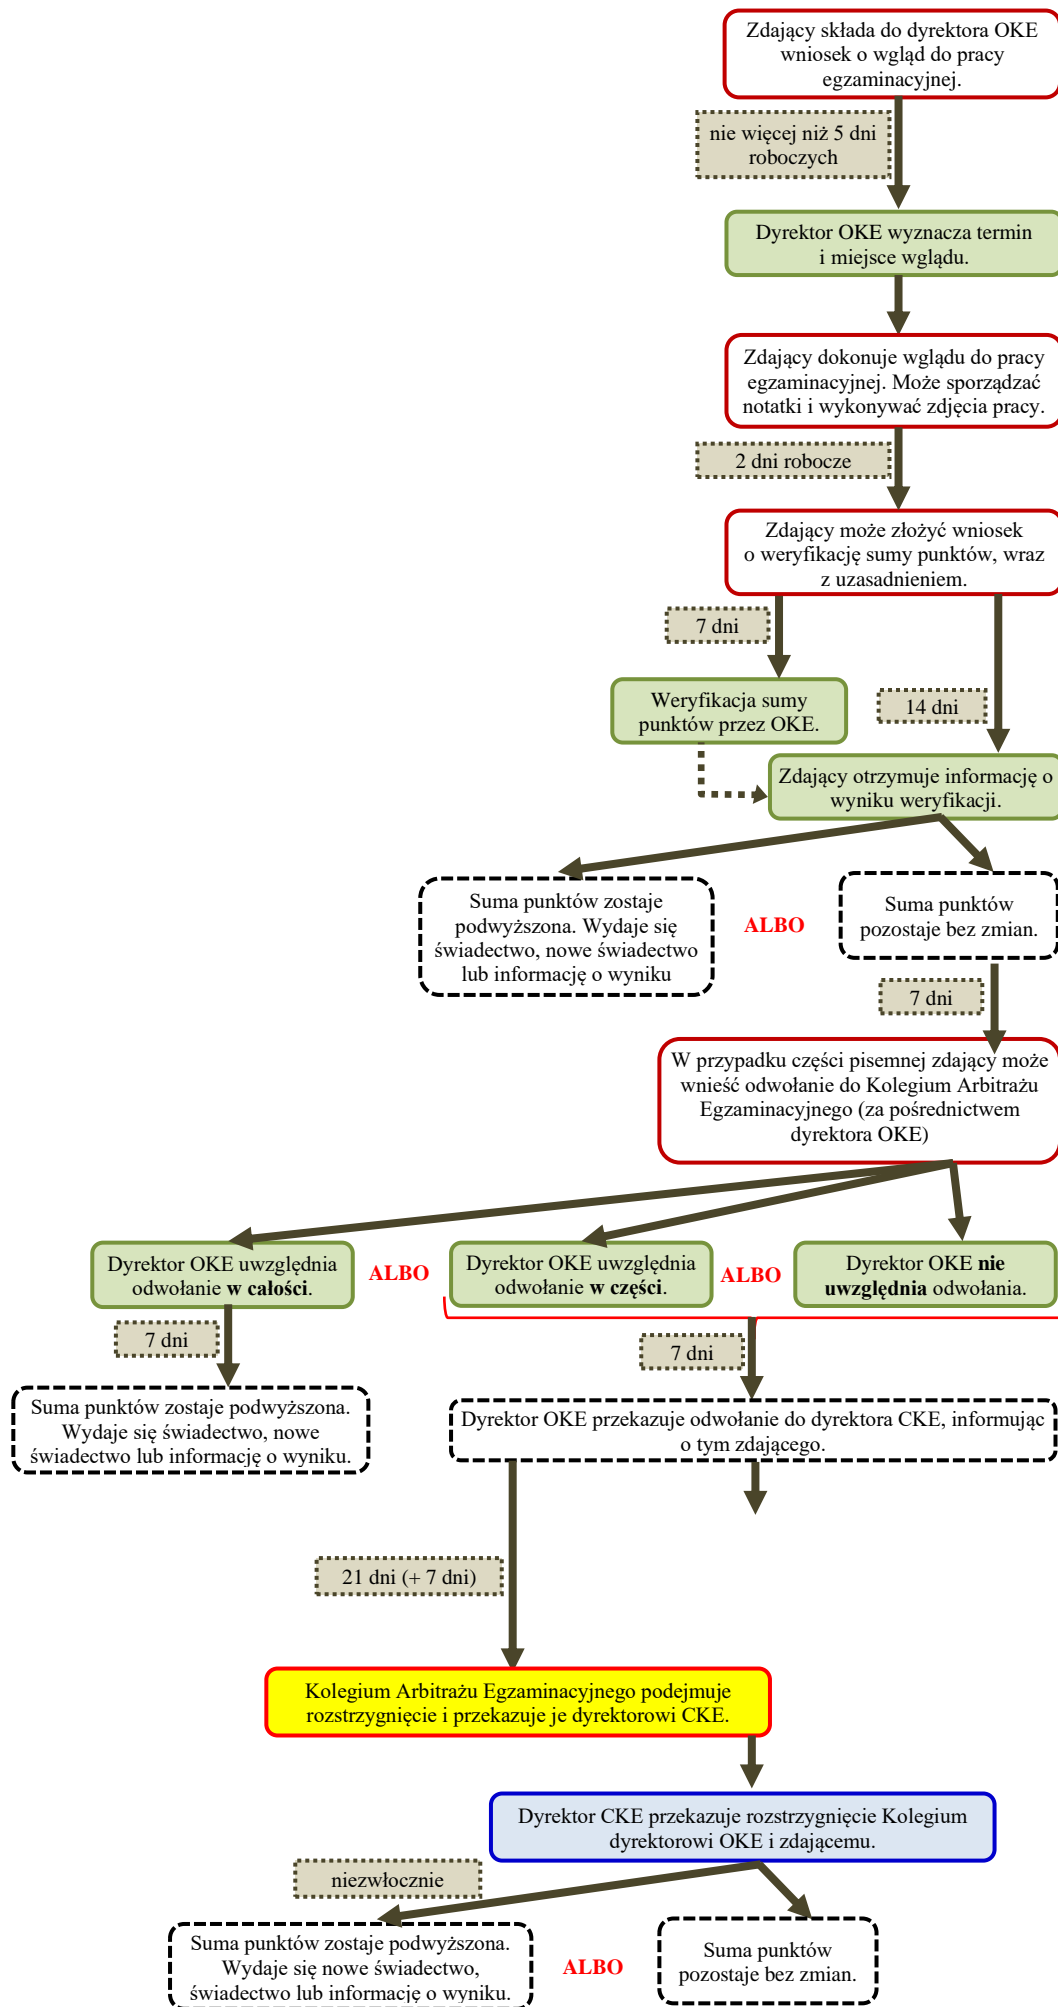 Zdający składa do dyrektora OKE
wniosek o wgląd do pracy
egzaminacyjnej.
nie więcej niż 5 dni
roboczych
Dyrektor OKE wyznacza termin
i miejsce wglądu.
Zdający dokonuje wglądu do pracy
egzaminacyjnej. Może sporządzać
notatki i wykonywać zdjęcia pracy.
2 dni robocze
Zdający może złożyć wniosek
o weryfikację sumy punktów, wraz
z uzasadnieniem.
7 dni
Weryfikacja sumy
punktów przez OKE.
14 dni
Zdający otrzymuje informację o
wyniku weryfikacji.
Suma punktów zostaje
podwyższona. Wydaje się
świadectwo, nowe świadectwo
lub informację o wyniku
ALBO
Suma punktów
pozostaje bez zmian.
7 dni
W przypadku części pisemnej zdający może
wnieść odwołanie do Kolegium Arbitrażu
Egzaminacyjnego (za pośrednictwem
dyrektora OKE)
Dyrektor OKE uwzględnia
odwołanie w całości.
ALBO
Dyrektor OKE uwzględnia
odwołanie w części.
ALBO
Dyrektor OKE nie
uwzględnia odwołania.
7 dni
7 dni
Suma punktów zostaje podwyższona.
Wydaje się świadectwo, nowe
świadectwo lub informację o wyniku.
Dyrektor OKE przekazuje odwołanie do dyrektora CKE, informując
o tym zdającego.
21 dni (+ 7 dni)
Kolegium Arbitrażu Egzaminacyjnego podejmuje
rozstrzygnięcie i przekazuje je dyrektorowi CKE.
Dyrektor CKE przekazuje rozstrzygnięcie Kolegium
dyrektorowi OKE i zdającemu.
niezwłocznie
Suma punktów zostaje podwyższona.
Wydaje się nowe świadectwo,
świadectwo lub informację o wyniku.
ALBO
Suma punktów
pozostaje bez zmian.